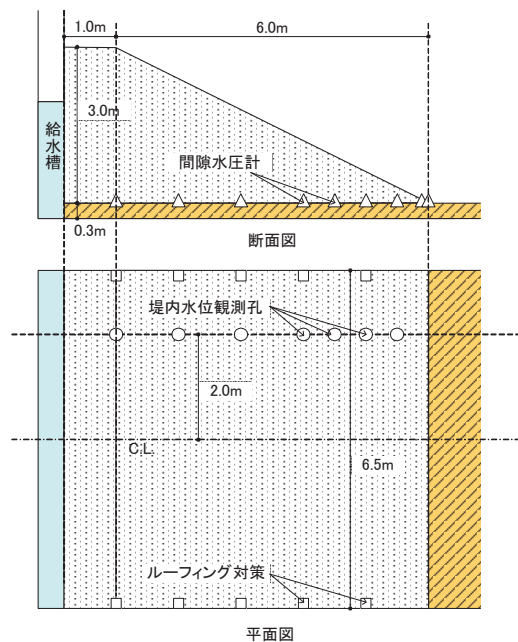 1.0m
6.0m
3.0m
給水槽
間隙水圧計
0.3m
断面図
堤内水位観測孔
2.0m
C.L.
6.5m
ルーフィング対策
平面図